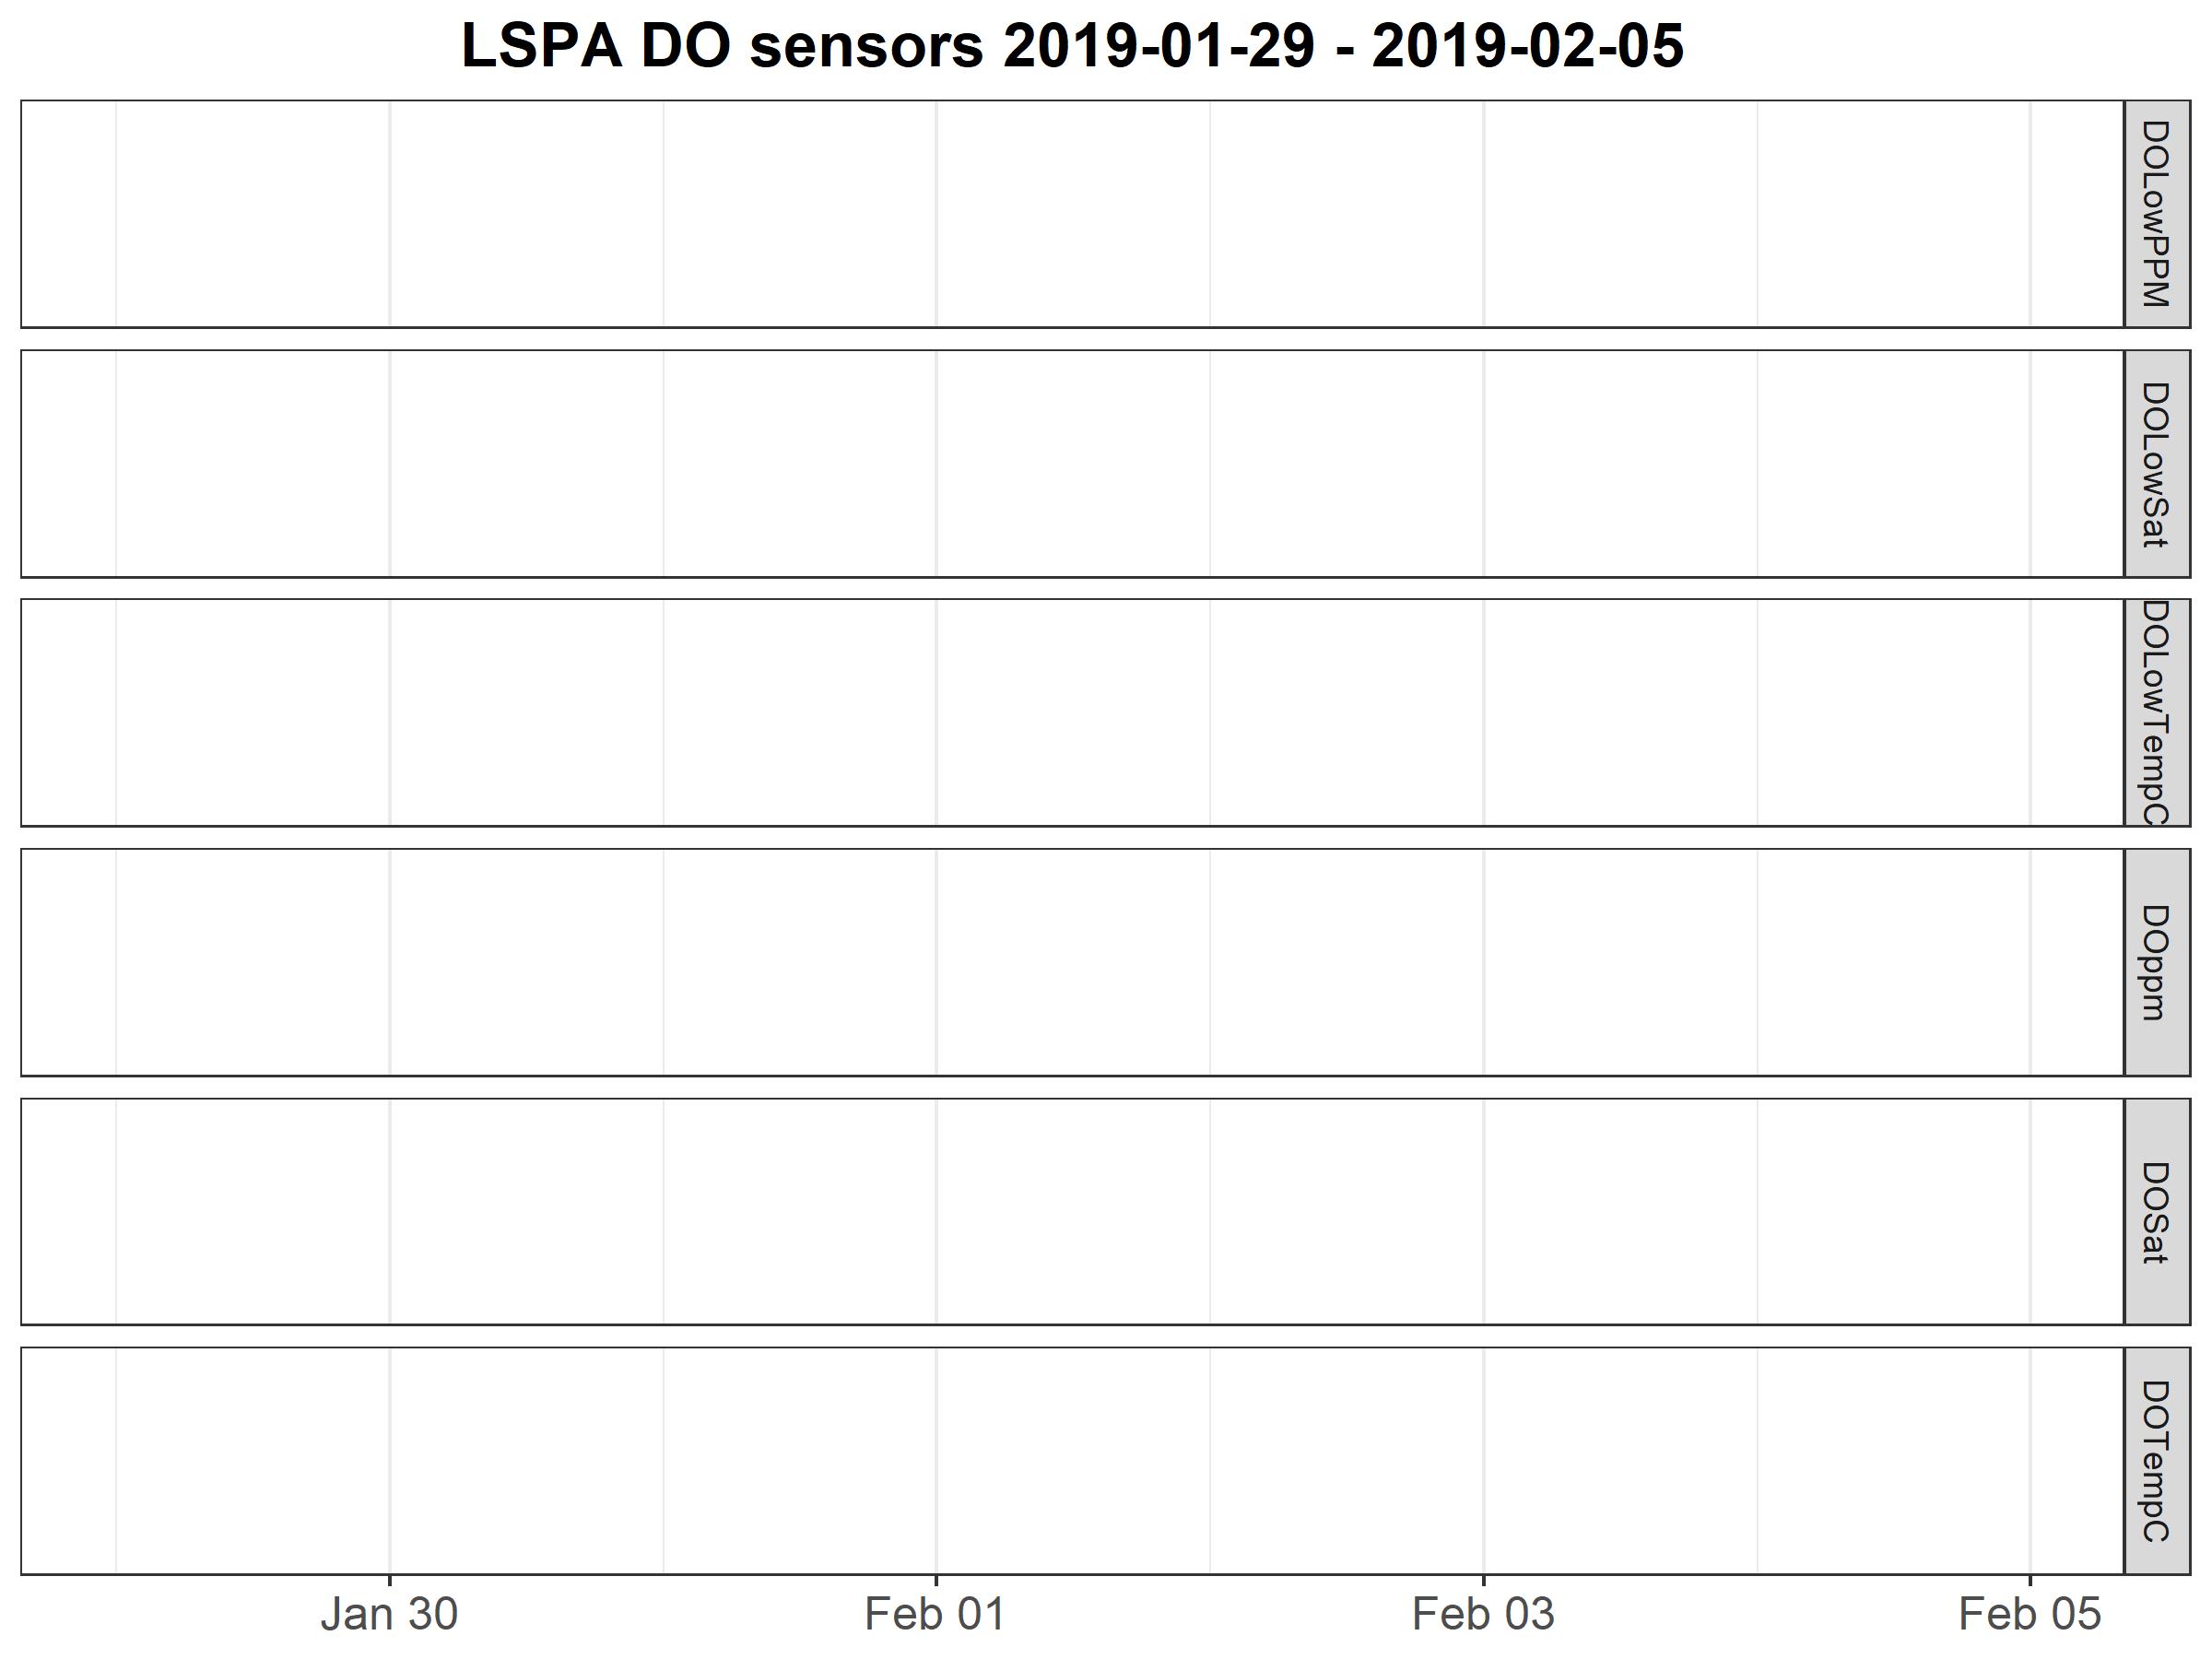 LSPA DO sensors 2019-01-29 - 2019-02-05
DOLowPPM
DOLowSat
DOLowTempC
DOppm
DOSat
DOTempC
Jan 30 Feb 01 Feb 03 Feb 05